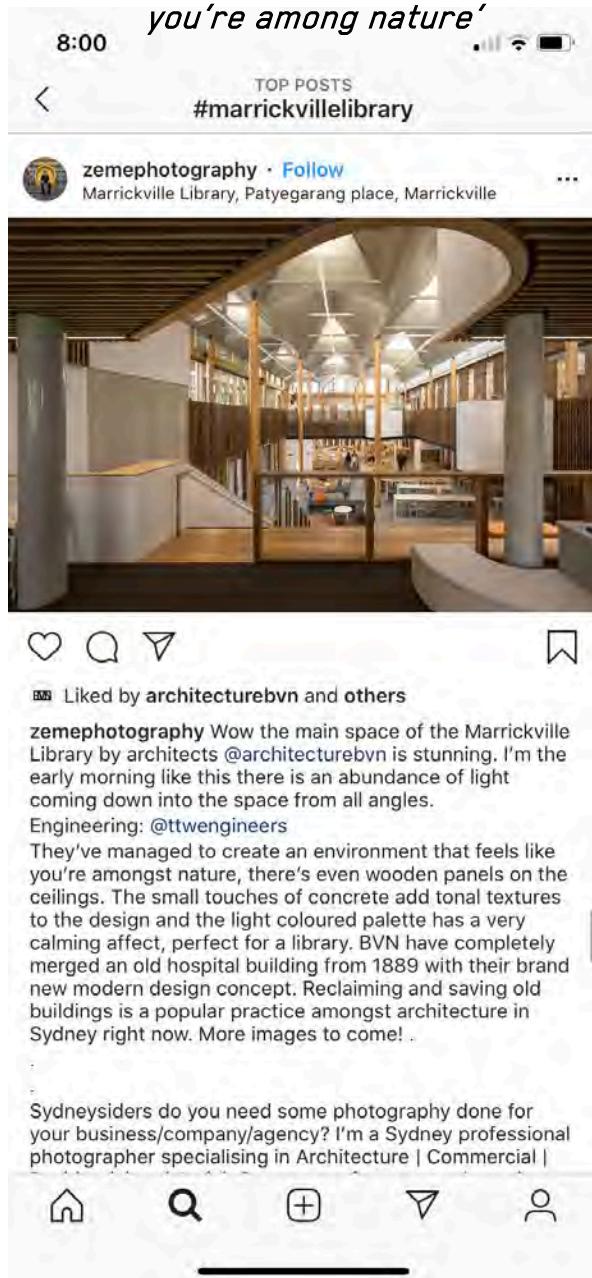 you're among nature'
8:00
TOP POSTS
#marrickvillelibrary
zemephotography · Follow
Marrickville Library, Patyegarang place, Marrickville
BVN Liked by architecturebvn and others
zemephotography Wow the main space of the Marrickville
Library by architects @architecturebvn is stunning. I'm the
early morning like this there is an abundance of light
coming down into the space from all angles.
Engineering: @ttwengineers
They've managed to create an environment that feels like
you're amongst nature, there's even wooden panels on the
ceilings. The small touches of concrete add tonal textures
to the design and the light coloured palette has a very
calming affect, perfect for a library. BVN have completely
merged an old hospital building from 1889 with their brand
new modern design concept. Reclaiming and saving old
buildings is a popular practice amongst architecture in
Sydney right now. More images to come! .
.
.
Sydneysiders do you need some photography done for
your business/company/agency? I'm a Sydney professional
photographer specialising in Architecture | Commercial |